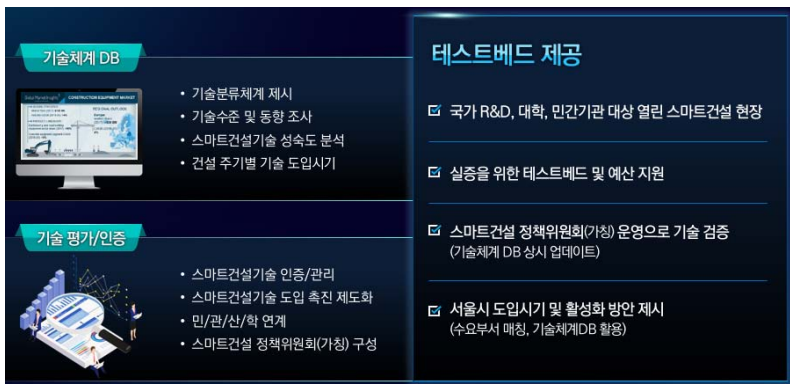 기술체계 DB
CONSTRUCTION EQUIPMENT MARKET
• 기술분류체계 제시
• 기술수준 및 동향 조사
• 스마트건설기술 성숙도 분석
• 건설 주기별 기술 도입시기
기술 평가/인증
• 스마트건설기술 인증/관리
• 스마트건설기술 도입 촉진 제도화
• 민/관/산/학 연계
• 스마트건설 정책위원회(가칭) 구성
테스트베드 제공
국가 R&D, 대학, 민간기관 대상 열린 스마트건설 현장
실증을 위한 테스트베드 및 예산 지원
스마트건설 정책위원회(가칭) 운영으로 기술 검증
(기술체계 DB 상시 업데이트)
서울시 도입시기 및 활성화 방안 제시
(수요부서 매칭, 기술체계DB 활용)